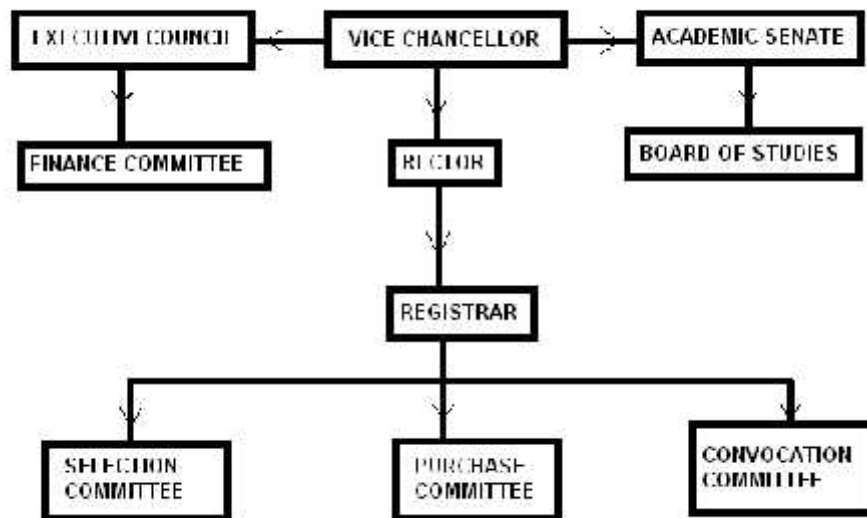 EXECUTIVE COUNCIL
VICE CHANCELLOR
ACADEMIC SENATE
FINANCE COMMITTEE
RECTOR
BOARD OF STUDIES
REGISTRAR
SELECTION
COMMITTEE
PURCHASE
COMMITTEE
CONVOCATION
COMMITTEE